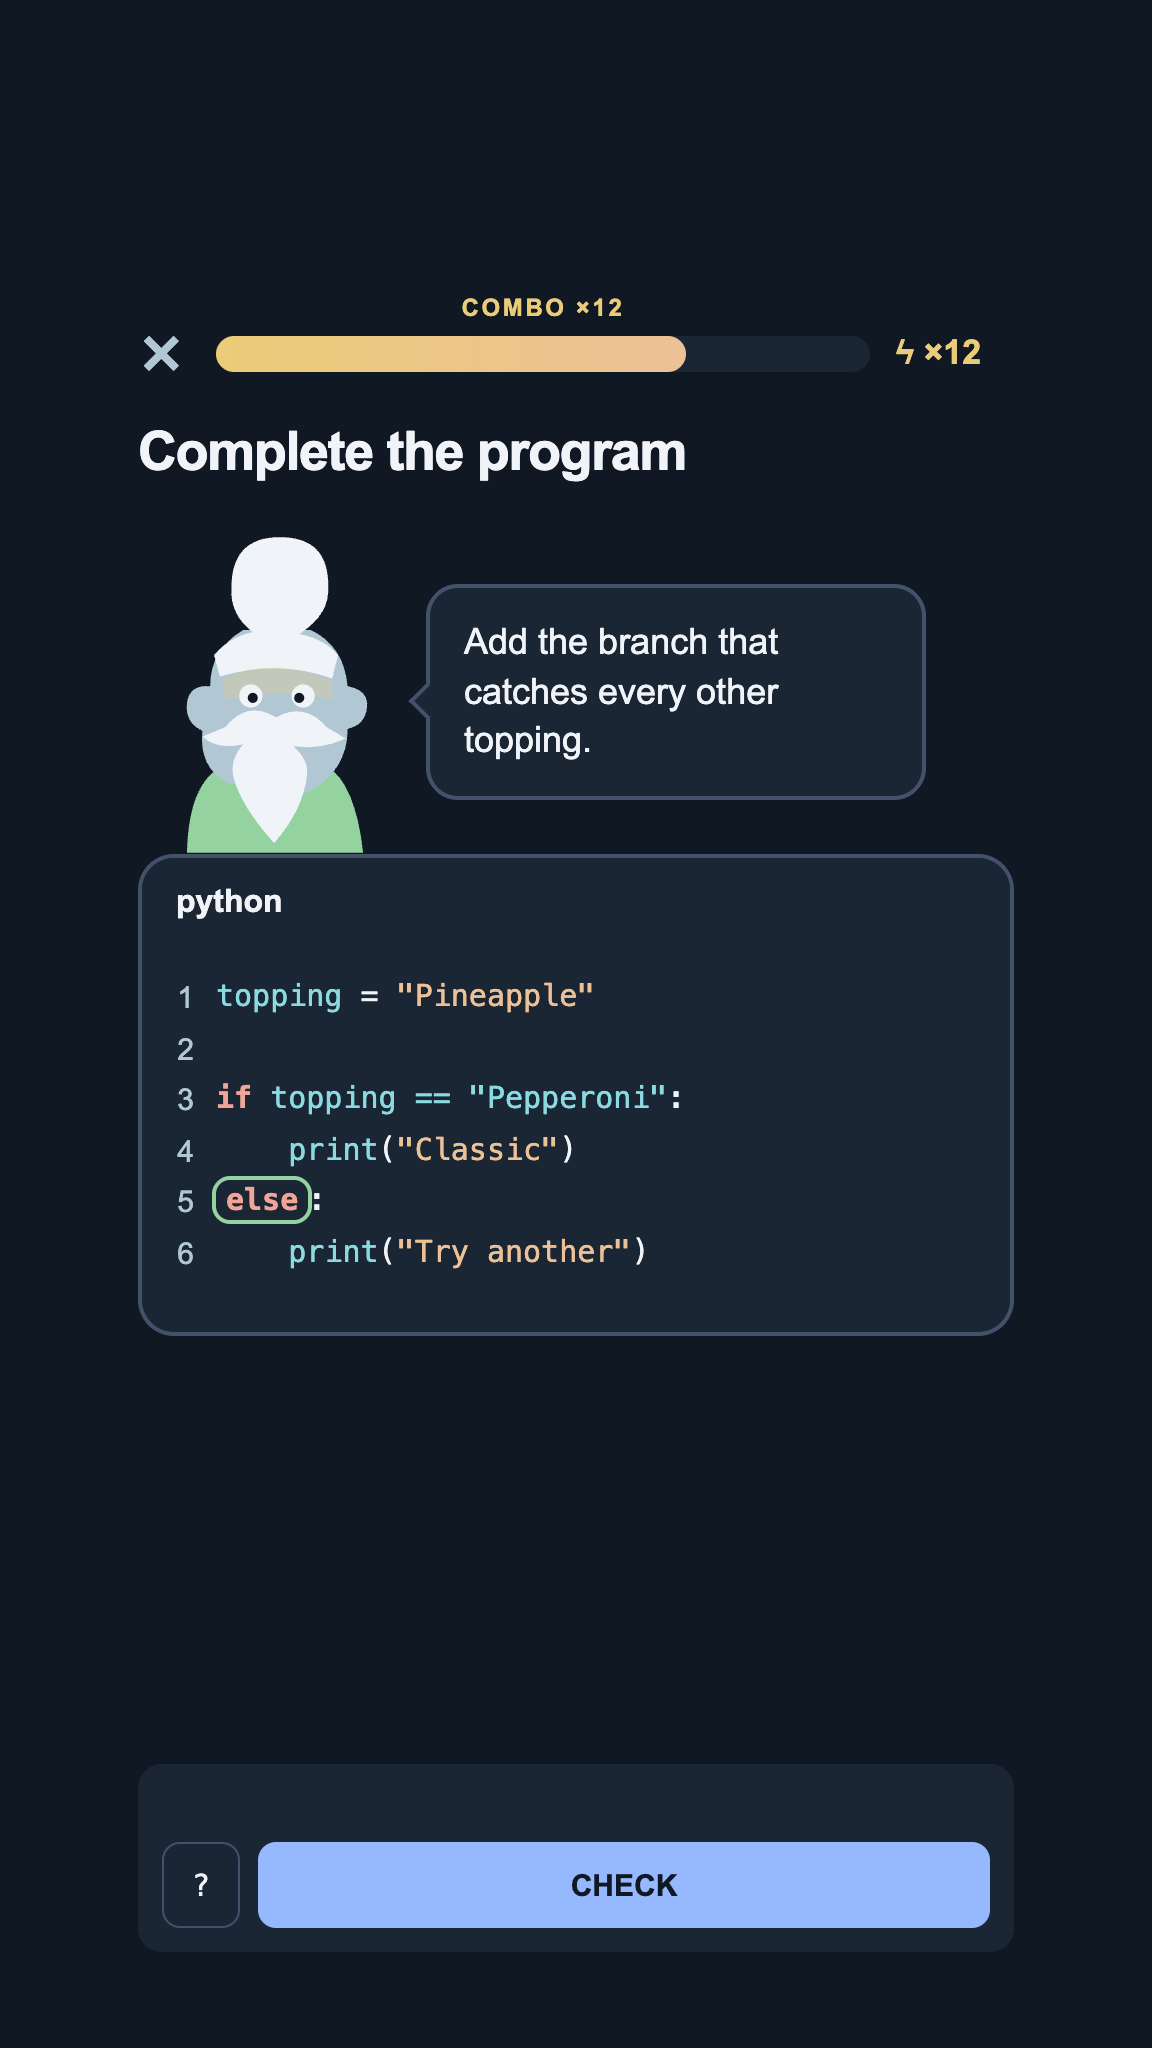 COMBO ×12
×12
Complete the program
Add the branch that
catches every other
topping.
python
1 topping = "Pineapple"
2
3 if topping == "Pepperoni":
4     print("Classic")
5 else:
6     print("Try another")
?
CHECK